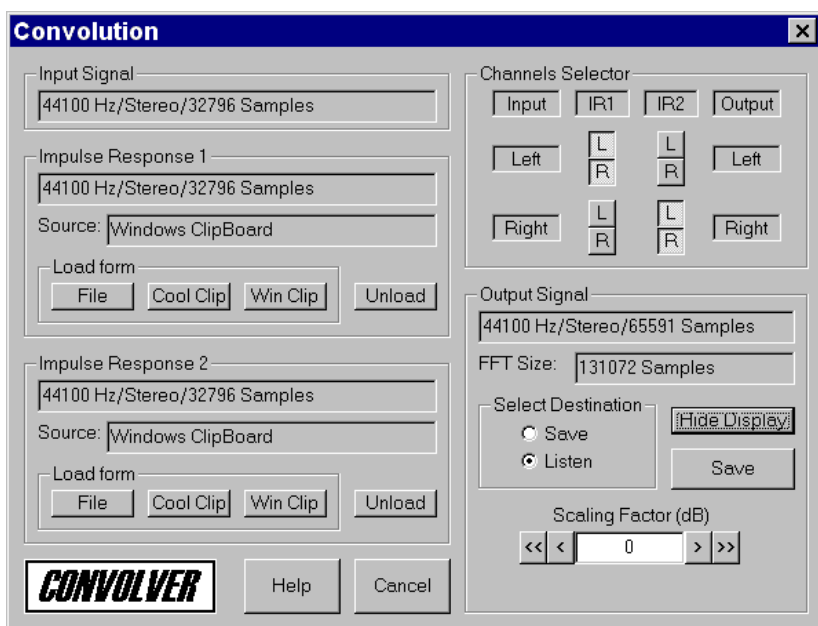 Convolution
Input Signal
44100 Hz/Stereo/32796 Samples
Impulse Response 1
44100 Hz/Stereo/32796 Samples
Source: Windows ClipBoard
Load form
File Cool Clip Win Clip Unload
Impulse Response 2
44100 Hz/Stereo/32796 Samples
Source: Windows ClipBoard
Load form
File Cool Clip Win Clip Unload
CONVOLVER Help Cancel
Channels Selector
Input IR1 IR2 Output
Left L R L R Left
Right L R L R Right
Output Signal
44100 Hz/Stereo/65591 Samples
FFT Size: 131072 Samples
Select Destination
Save
Listen
Hide Display
Save
Scaling Factor (dB)
<< < 0 > >>